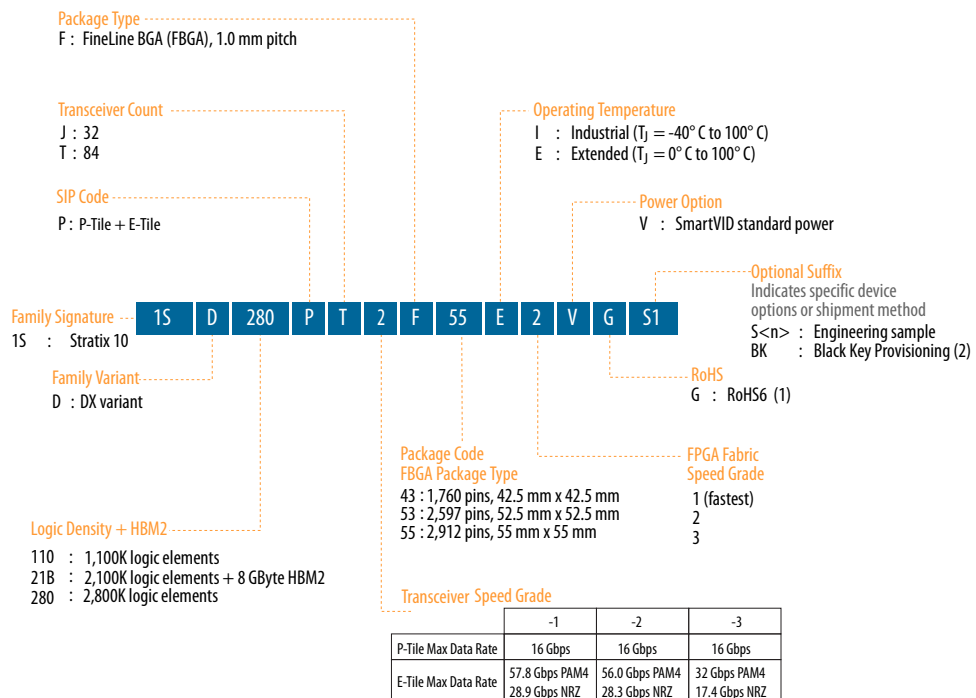 Package Type
F : FineLine BGA (FBGA), 1.0 mm pitch
Transceiver Count
J : 32
T : 84
Operating Temperature
I : Industrial (TJ = -40° C to 100° C)
E : Extended (TJ = 0° C to 100° C)
SIP Code
P : P-Tile + E-Tile
Power Option
V : SmartVID standard power
Optional Suffix
Indicates specific device
options or shipment method
S<n> : Engineering sample
BK : Black Key Provisioning (2)
Family Signature
1S : Stratix 10
1S D 280 P T 2 F 55 E 2 V G S1
Family Variant
D : DX variant
RoHS
G : RoHS6 (1)
Package Code
FBGA Package Type
43 : 1,760 pins, 42.5 mm x 42.5 mm
53 : 2,597 pins, 52.5 mm x 52.5 mm
55 : 2,912 pins, 55 mm x 55 mm
FPGA Fabric
Speed Grade
1 (fastest)
2
3
Logic Density + HBM2
110 : 1,100K logic elements
21B : 2,100K logic elements + 8 GByte HBM2
280 : 2,800K logic elements
Transceiver Speed Grade
-1 -2 -3
P-Tile Max Data Rate 16 Gbps 16 Gbps 16 Gbps
E-Tile Max Data Rate 57.8 Gbps PAM4 56.0 Gbps PAM4 32 Gbps PAM4
28.9 Gbps NRZ 28.3 Gbps NRZ 17.4 Gbps NRZ